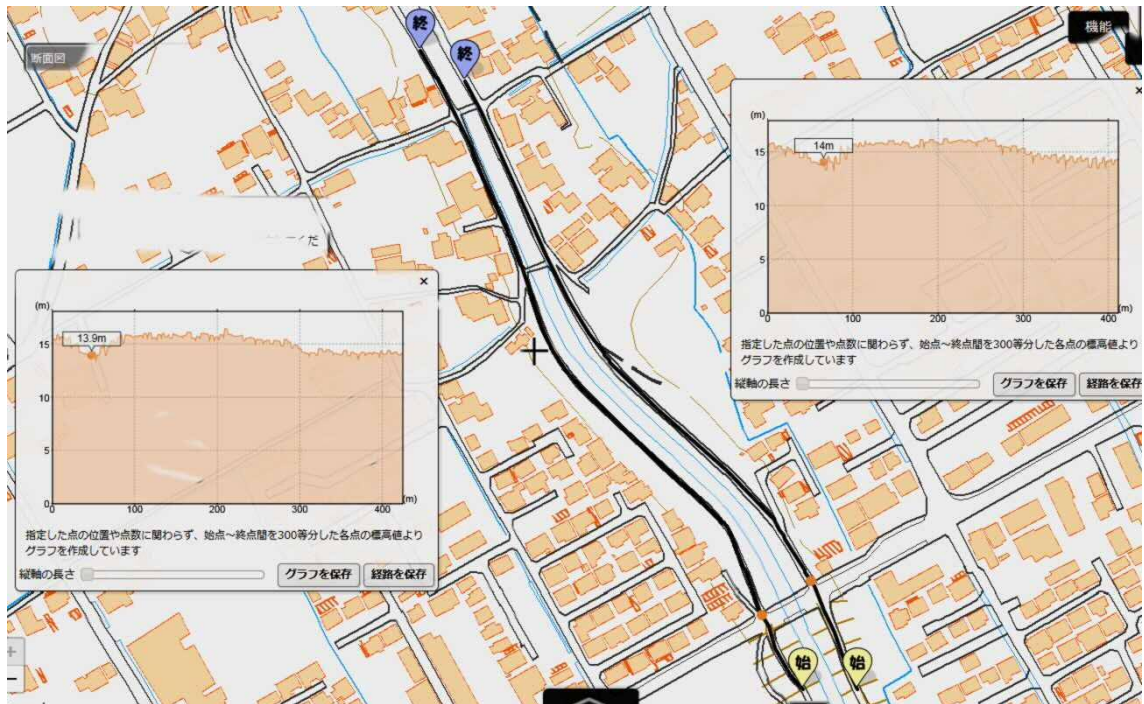 終
終
機能
断面図
×
(m)
14m
15
10
5
0
0
100
200
300
400
(m)
指定した点の位置や点数に関わらず、始点～終点間を300等分した各点の標高値より
グラフを作成しています
縦軸の長さ
グラフを保存
経路を保存
くだ
×
(m)
13.9m
15
10
5
0
100
200
300
400
(m)
指定した点の位置や点数に関わらず、始点～終点間を300等分した各点の標高値より
グラフを作成しています
縦軸の長さ
グラフを保存
経路を保存
始
始
+
−